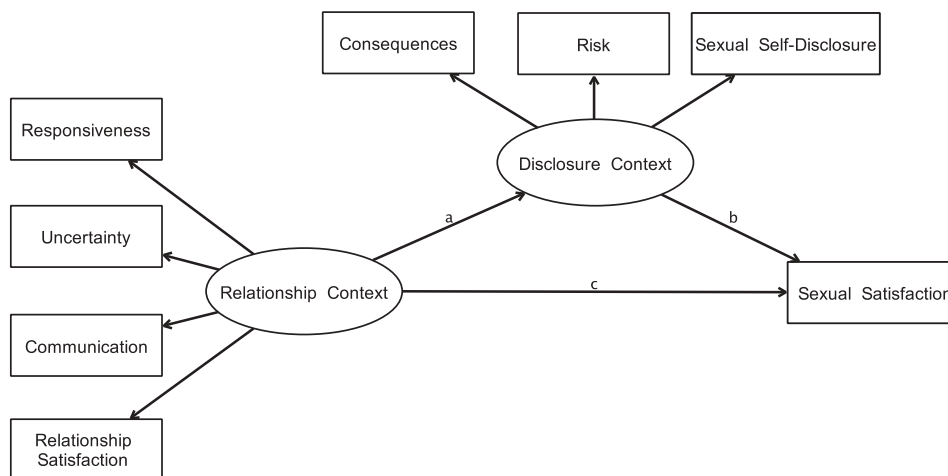 Consequences
Risk
Sexual Self-Disclosure
Responsiveness
Disclosure Context
Uncertainty
a
b
Relationship Context
c
Sexual Satisfaction
Communication
Relationship
Satisfaction